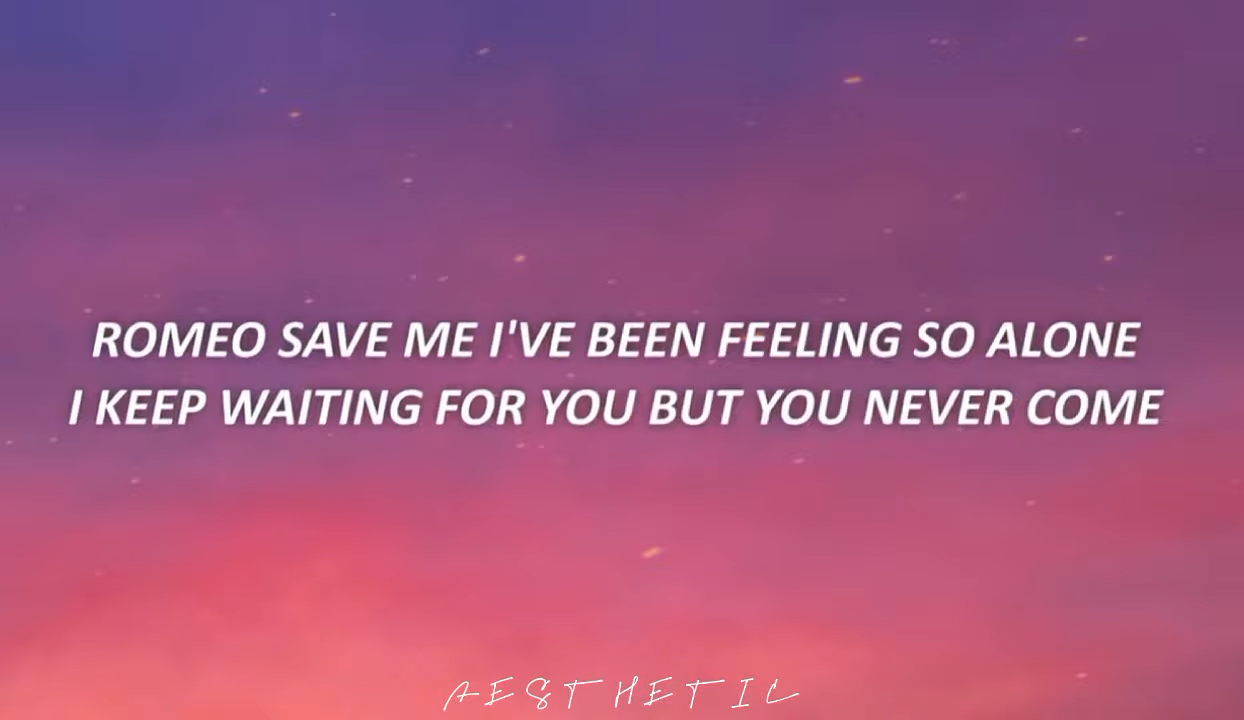 ROMEO SAVE ME I'VE BEEN FEELING SO ALONE
I KEEP WAITING FOR YOU BUT YOU NEVER COME
AESTHETIC